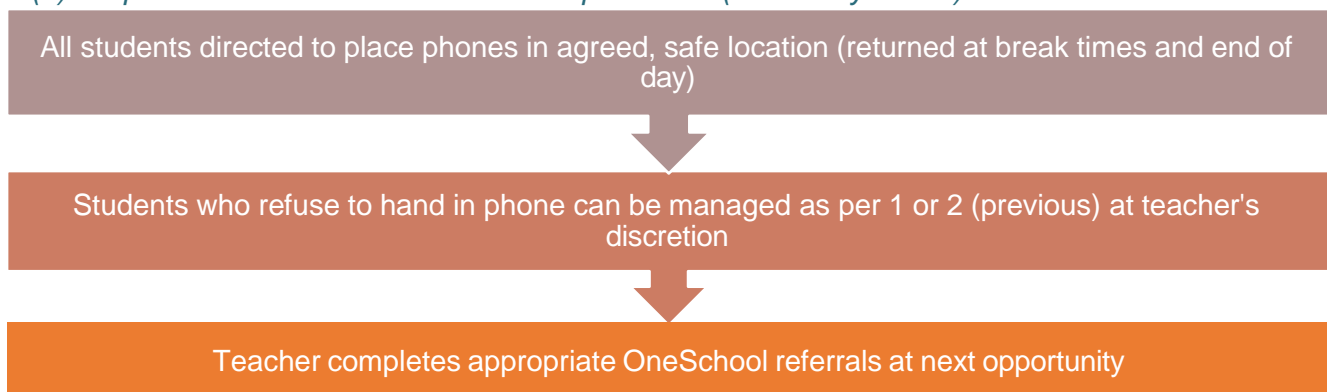 All students directed to place phones in agreed, safe location (returned at break times and end of
day)
Students who refuse to hand in phone can be managed as per 1 or 2 (previous) at teacher's
discretion
Teacher completes appropriate OneSchool referrals at next opportunity